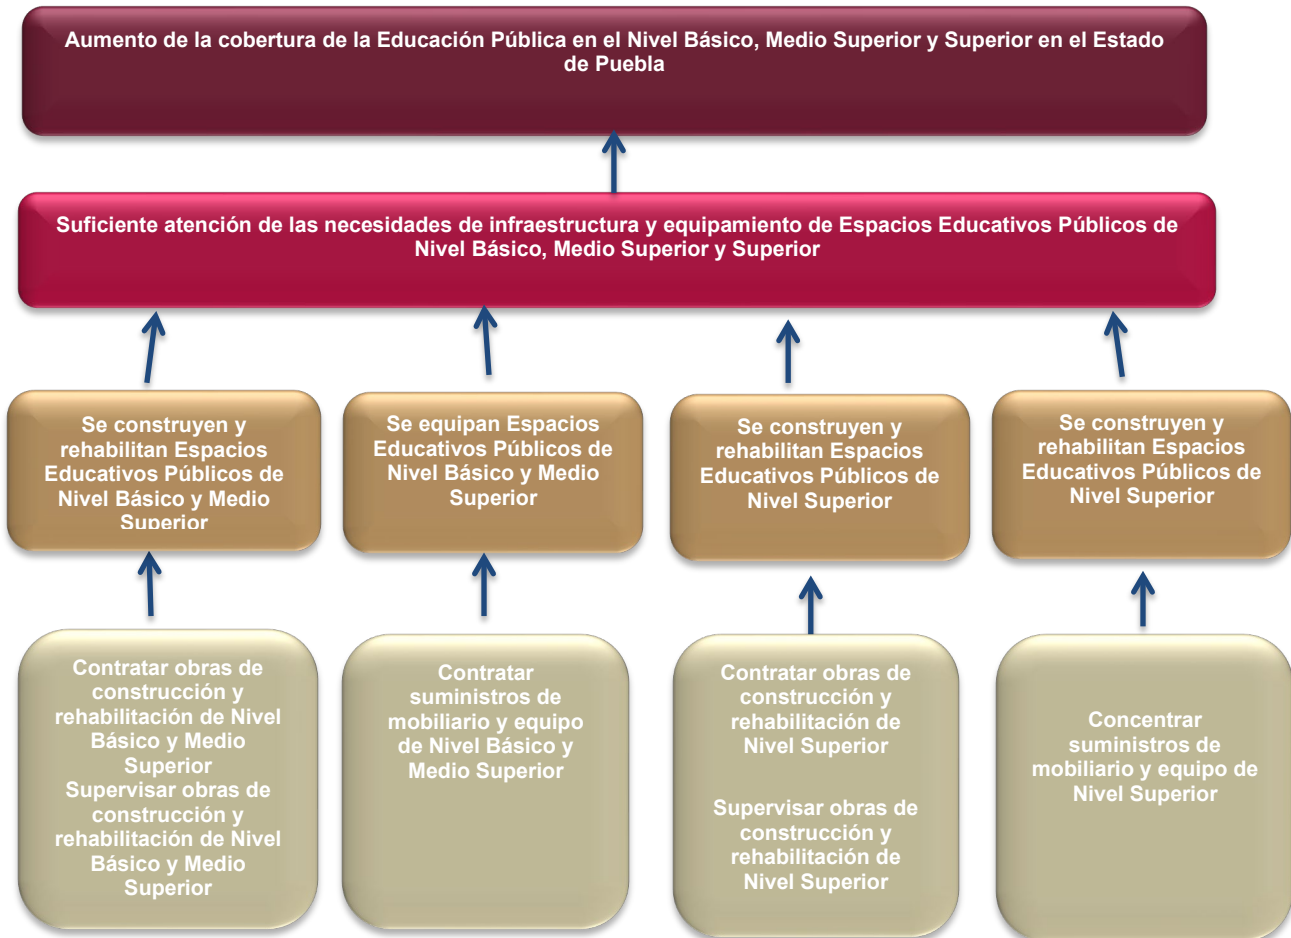 Aumento de la cobertura de la Educación Pública en el Nivel Básico, Medio Superior y Superior en el Estado
de Puebla
Suficiente atención de las necesidades de infraestructura y equipamiento de Espacios Educativos Públicos de
Nivel Básico, Medio Superior y Superior
Se construyen y
rehabilitan Espacios
Educativos Públicos de
Nivel Básico y Medio
Superior
Se equipan Espacios
Educativos Públicos de
Nivel Básico y Medio
Superior
Se construyen y
rehabilitan Espacios
Educativos Públicos de
Nivel Superior
Se construyen y
rehabilitan Espacios
Educativos Públicos de
Nivel Superior
Contratar obras de
construcción y
rehabilitación de Nivel
Básico y Medio
Superior
Supervisar obras de
construcción y
rehabilitación de Nivel
Básico y Medio
Superior
Contratar
suministros de
mobiliario y equipo
de Nivel Básico y
Medio Superior
Contratar obras de
construcción y
rehabilitación de
Nivel Superior
Supervisar obras de
construcción y
rehabilitación de
Nivel Superior
Concentrar
suministros de
mobiliario y equipo de
Nivel Superior